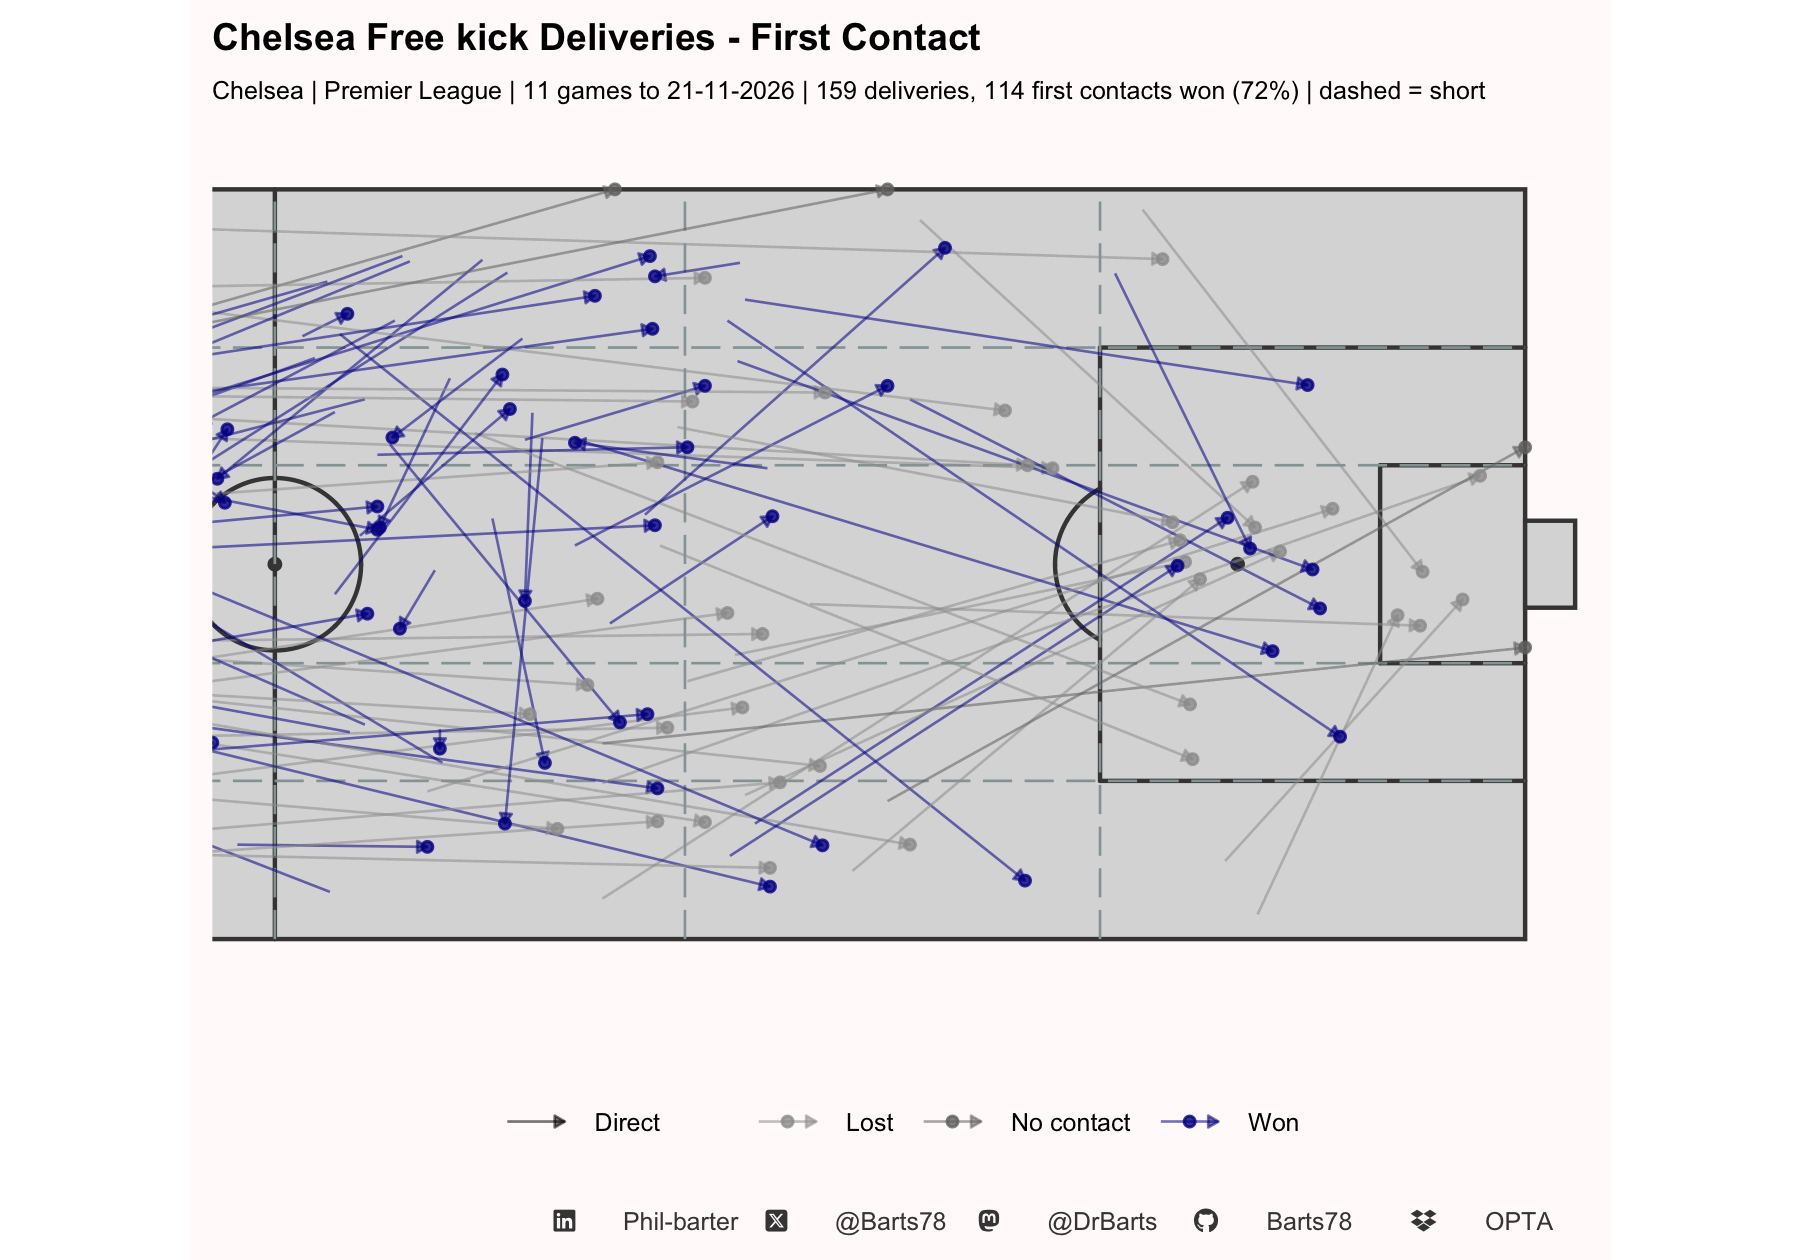 Chelsea Free kick Deliveries - First Contact
Chelsea | Premier League | 11 games to 21-11-2026 | 159 deliveries, 114 first contacts won (72%) | dashed = short
Direct Lost No contact Won
Phil-barter @Barts78 @DrBarts Barts78 OPTA